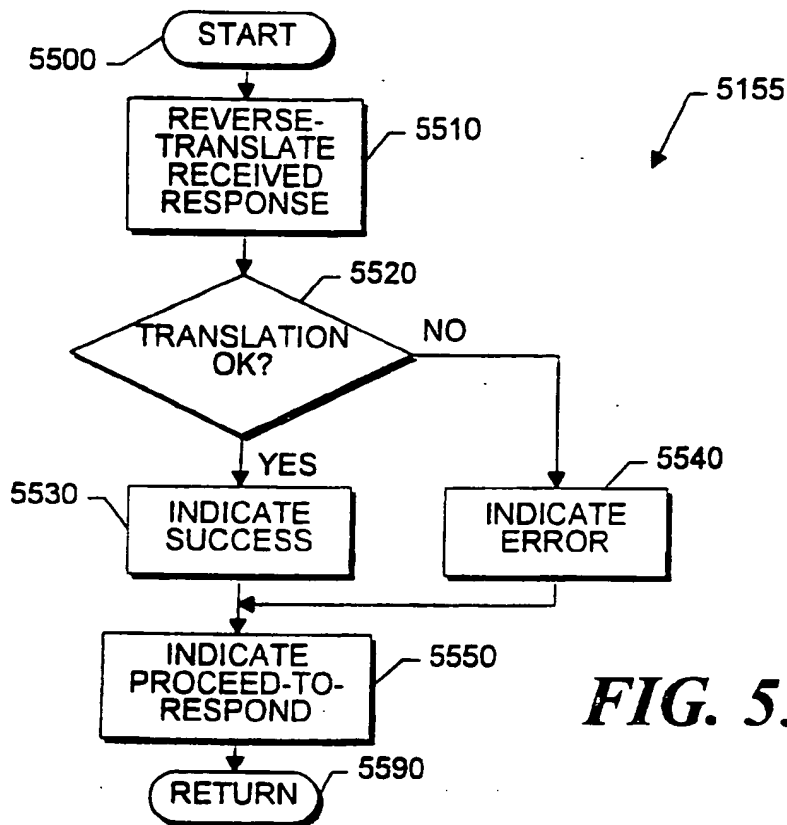 START
5500
5155
REVERSE-
TRANSLATE
RECEIVED
RESPONSE
5510
5520
TRANSLATION
OK?
NO
YES
5530
INDICATE
SUCCESS
5540
INDICATE
ERROR
INDICATE
PROCEED-TO-
RESPOND
5550
FIG. 5
RETURN
5590